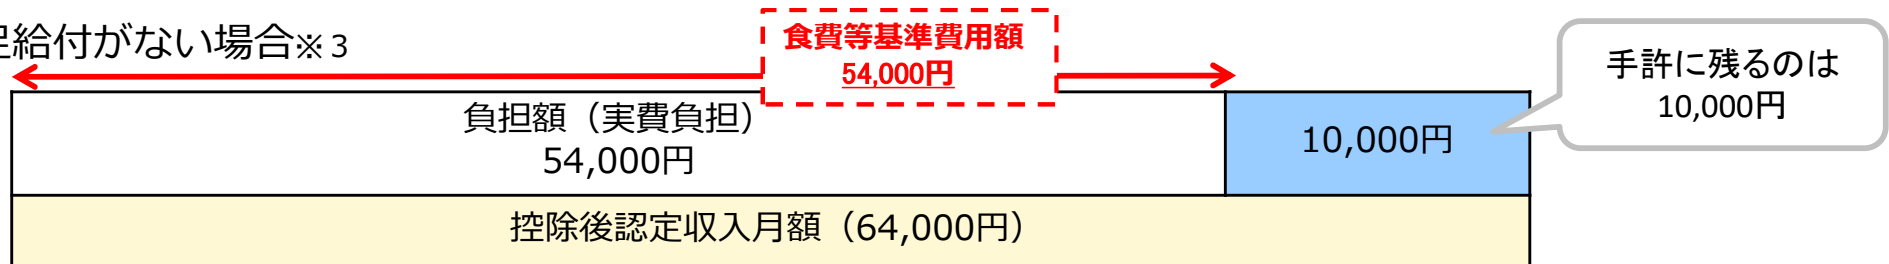 足給付がない場合※3
食費等基準費用額
54,000円
手許に残るのは
10,000円
負担額（実費負担）
54,000円
10,000円
控除後認定収入月額（64,000円）